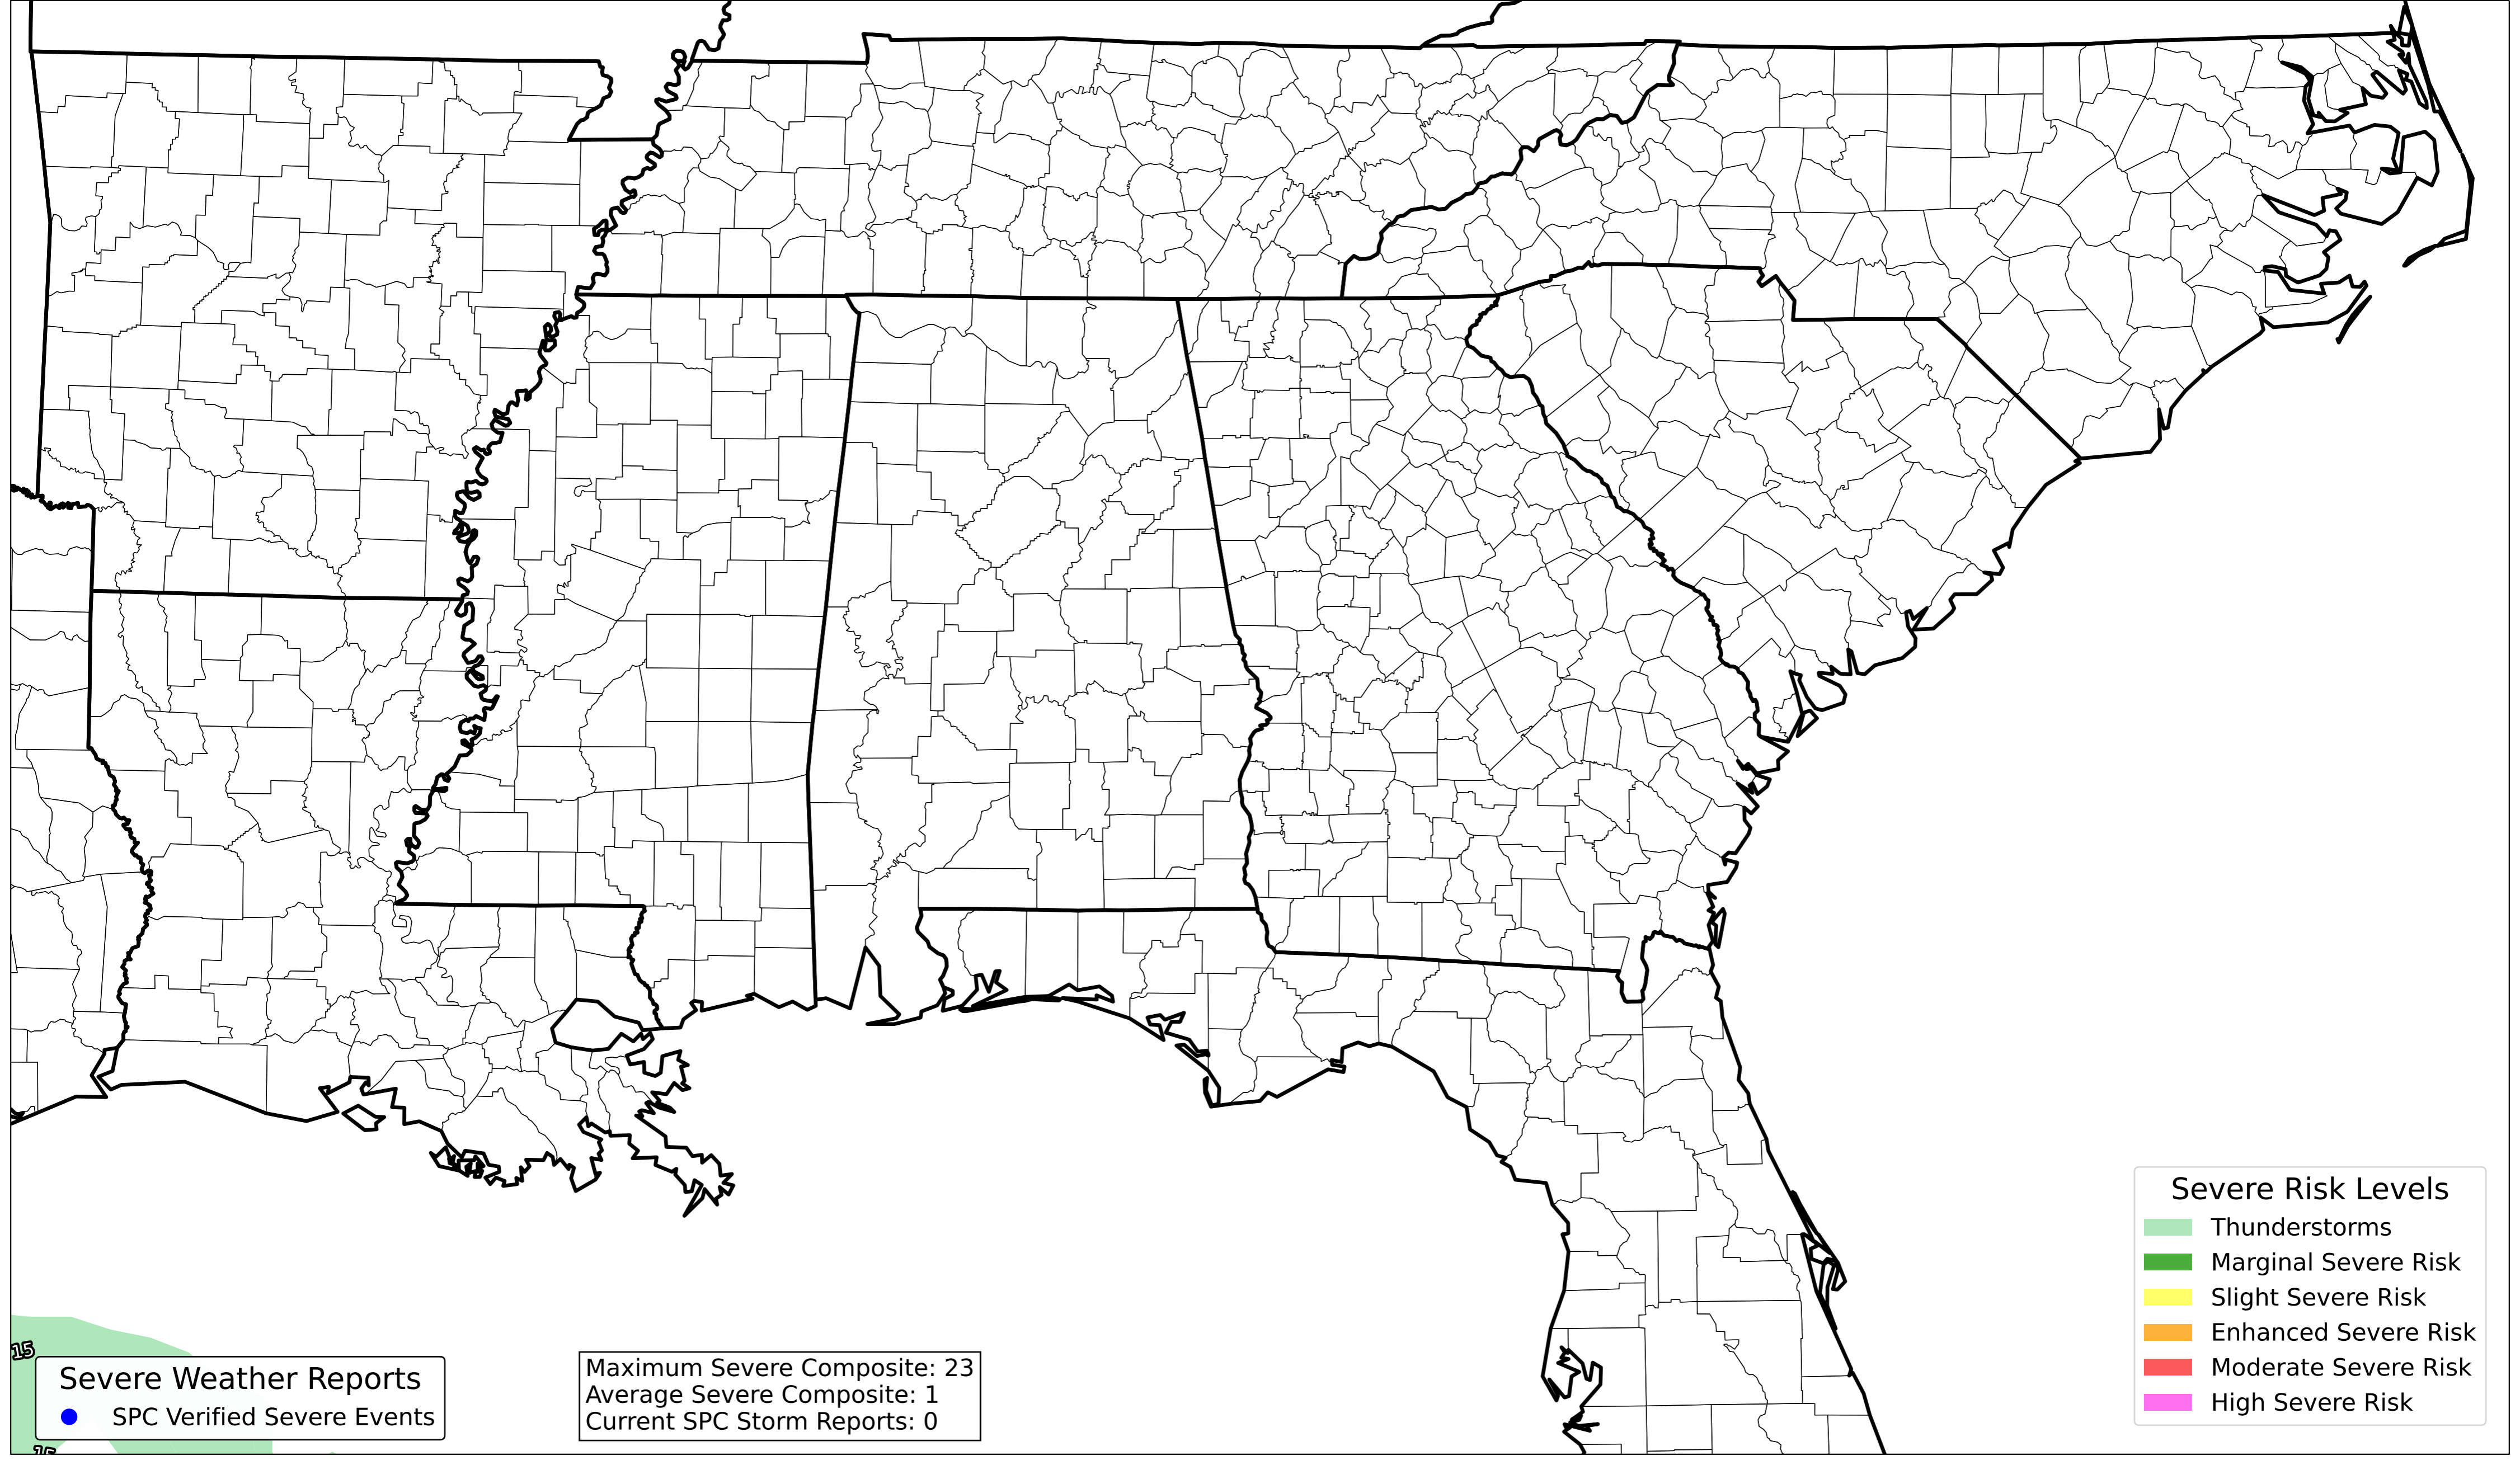 15
Severe Weather Reports
SPC Verified Severe Events
15
Maximum Severe Composite: 23
Average Severe Composite: 1
Current SPC Storm Reports: 0
Severe Risk Levels
Thunderstorms
Marginal Severe Risk
Slight Severe Risk
Enhanced Severe Risk
Moderate Severe Risk
High Severe Risk